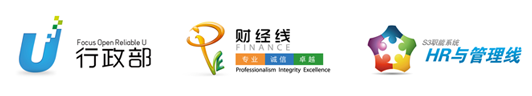 Focus Open Reliable U
行政部
财经线
FINANCE
专业 诚信 卓越
Professionalism Integrity Excellence
S3职能系统
HR与管理线